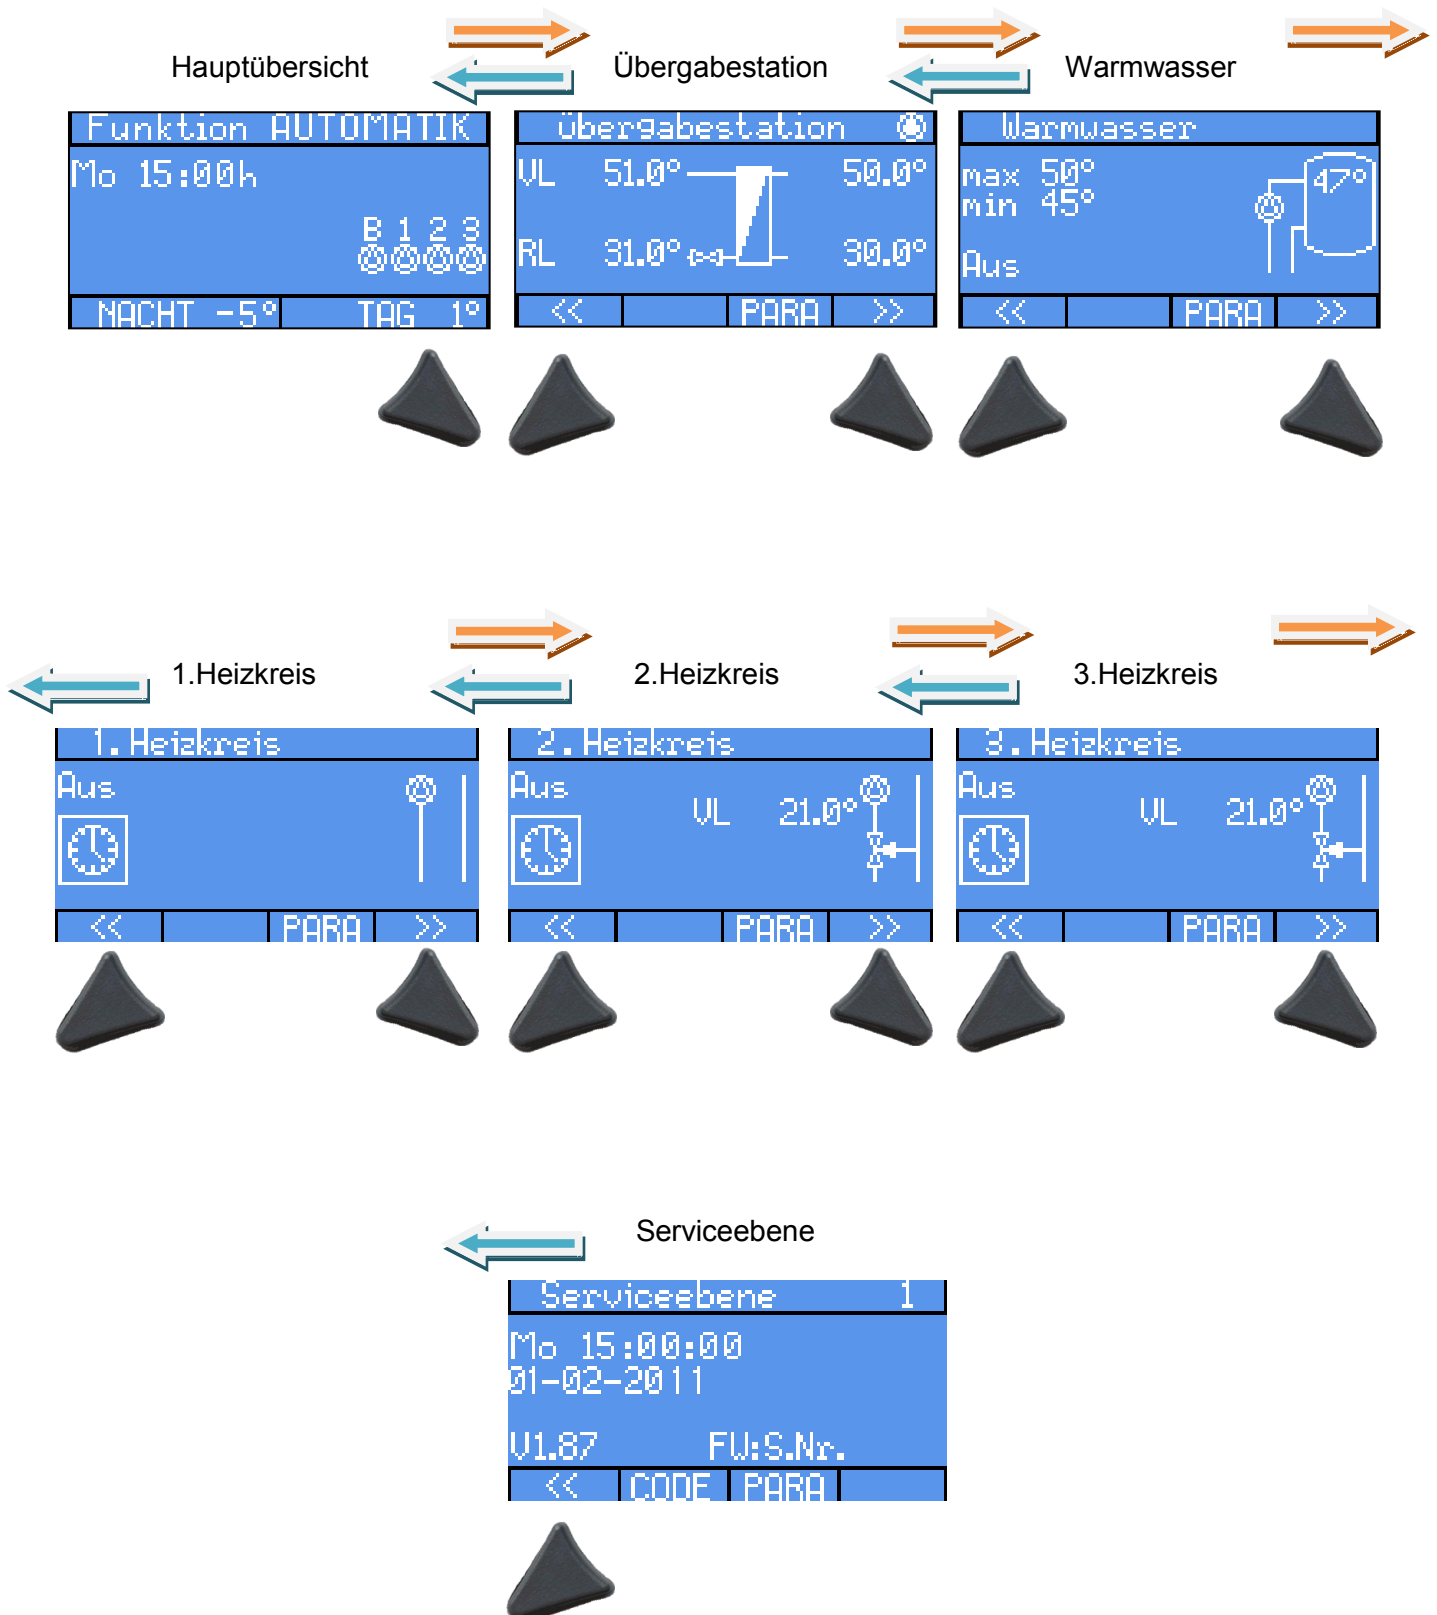 Hauptübersicht
Funktion AUTOMATIK
Mo 15:00h
B 1 2 3
NACHT -5° TAG 1°
Übergabestation
Übergabestation
VL 51.0° 50.0°
RL 31.0° 30.0°
<< PARA >>
Warmwasser
Warmwasser
max 50°
min 45°
47°
Aus
<< PARA >>
1.Heizkreis
1.Heizkreis
Aus
<< PARA >>
2.Heizkreis
2.Heizkreis
Aus
VL 21.0°
<< PARA >>
3.Heizkreis
3.Heizkreis
Aus
VL 21.0°
<< PARA >>
Serviceebene
Serviceebene 1
Mo 15:00:00
01-02-2011
V1.87 FW:S.Nr.
<< CODE PARA